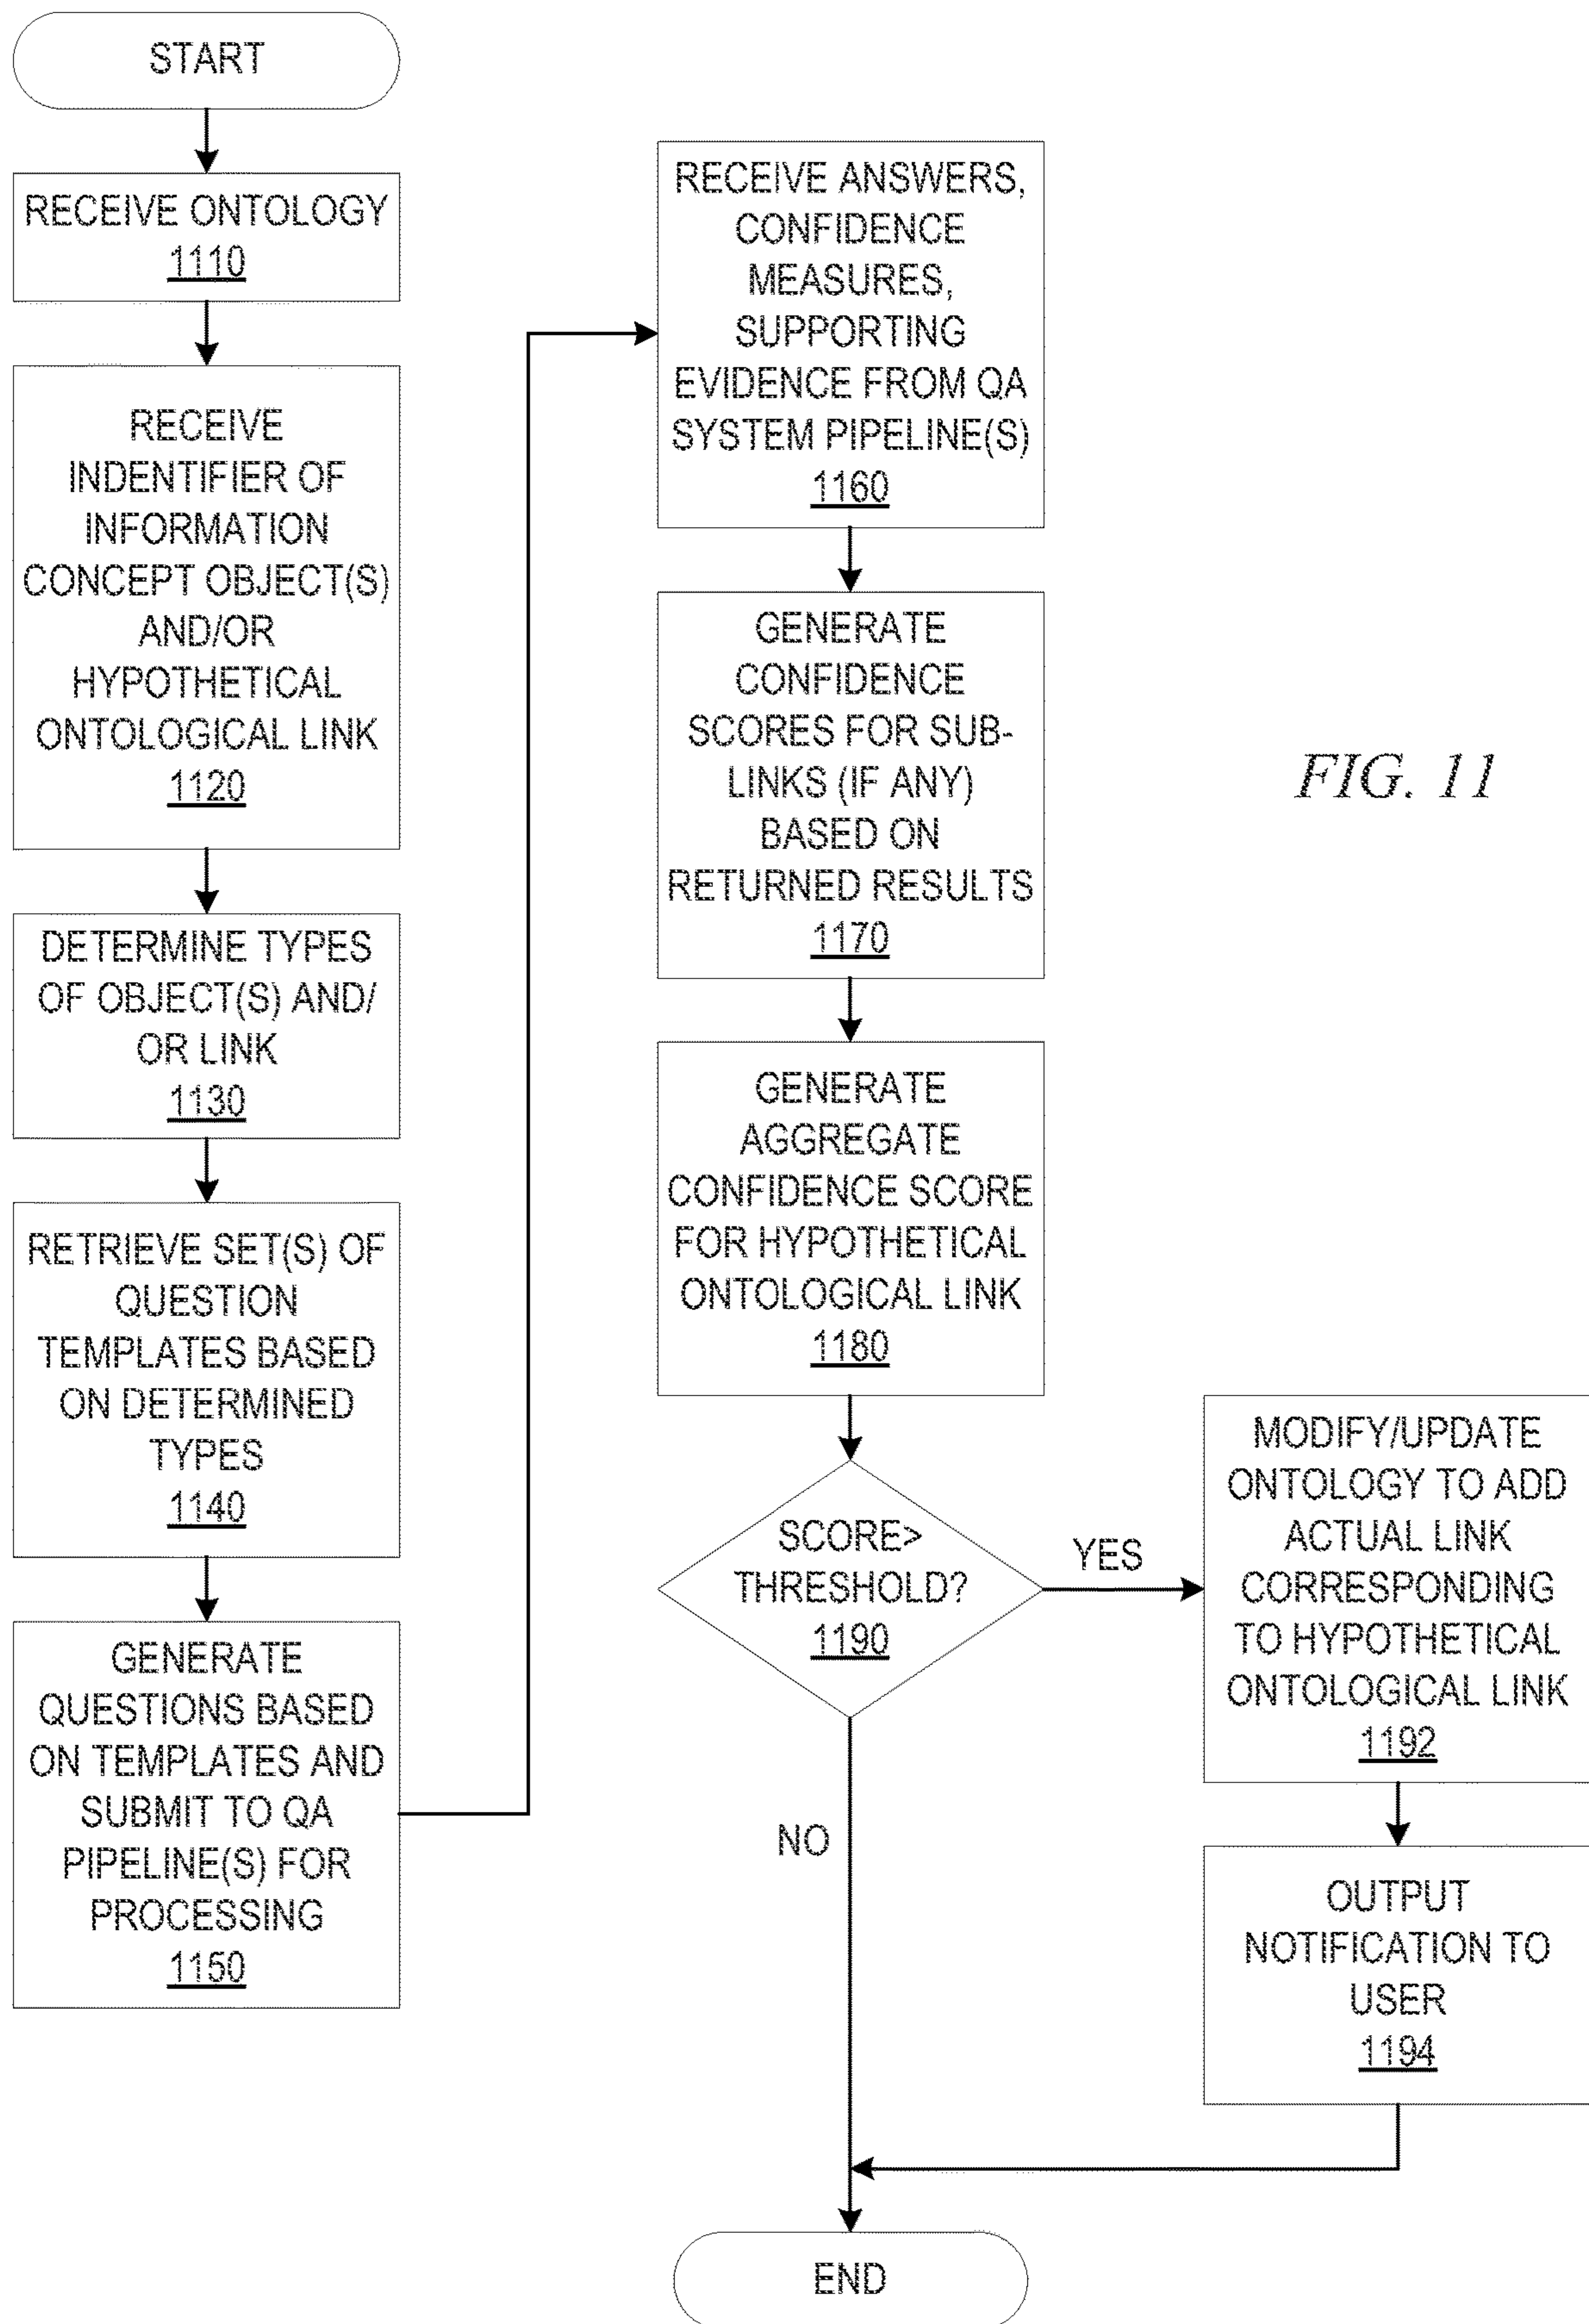 START
RECEIVE ONTOLOGY
1110
RECEIVE
INDENTIFIER OF
INFORMATION
CONCEPT OBJECT(S)
AND/OR
HYPOTHETICAL
ONTOLOGICAL LINK
1120
DETERMINE TYPES
OF OBJECT(S) AND/
OR LINK
1130
RETRIEVE SET(S) OF
QUESTION
TEMPLATES BASED
ON DETERMINED
TYPES
1140
GENERATE
QUESTIONS BASED
ON TEMPLATES AND
SUBMIT TO QA
PIPELINE(S) FOR
PROCESSING
1150
RECEIVE ANSWERS,
CONFIDENCE
MEASURES,
SUPPORTING
EVIDENCE FROM QA
SYSTEM PIPELINE(S)
1160
GENERATE
CONFIDENCE
SCORES FOR SUB-
LINKS (IF ANY)
BASED ON
RETURNED RESULTS
1170
GENERATE
AGGREGATE
CONFIDENCE SCORE
FOR HYPOTHETICAL
ONTOLOGICAL LINK
1180
SCORE>
THRESHOLD?
1190
YES
NO
MODIFY/UPDATE
ONTOLOGY TO ADD
ACTUAL LINK
CORRESPONDING
TO HYPOTHETICAL
ONTOLOGICAL LINK
1192
OUTPUT
NOTIFICATION TO
USER
1194
END
FIG. 11